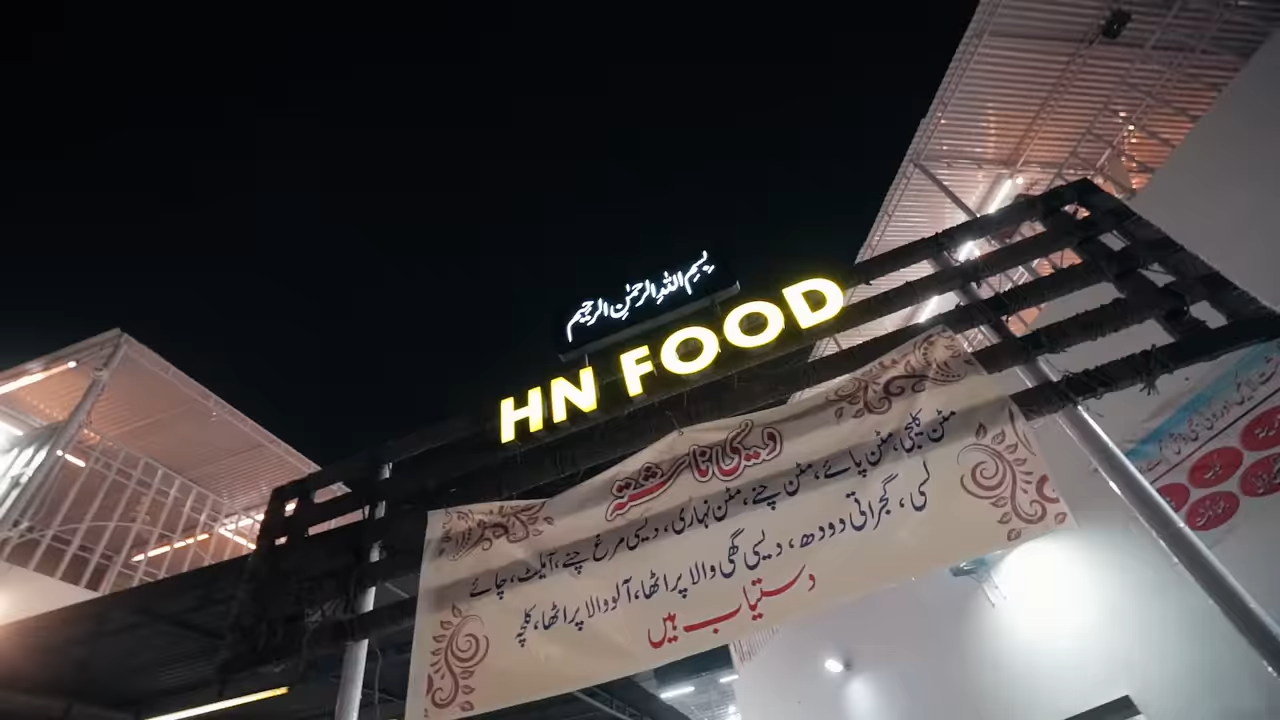 بِسمِ اللہِ الرحمٰنِ الرحیم
HN FOOD
دیسی ناشتہ
مٹن کلیجی، مٹن پائے، مٹن چنے، مٹن نہاری، دیسی مرغ چنے، آملیٹ، چائے
لسی، گجراتی دودھ، دیسی گھی والا پراٹھا، آلو والا پراٹھا، کلچہ
دستیاب ہیں